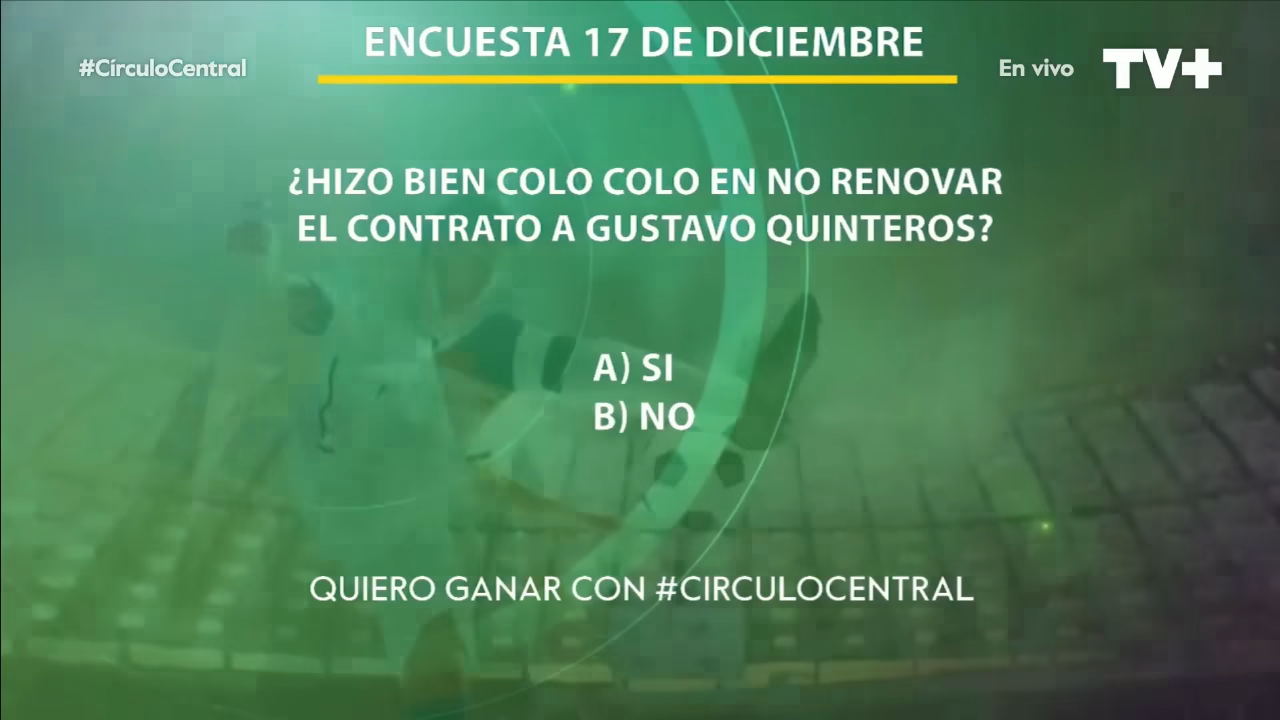 ENCUESTA 17 DE DICIEMBRE
#CírculoCentral
En vivo
TV+
¿HIZO BIEN COLO COLO EN NO RENOVAR
EL CONTRATO A GUSTAVO QUINTEROS?
A) SI
B) NO
QUIERO GANAR CON #CIRCULOCENTRAL